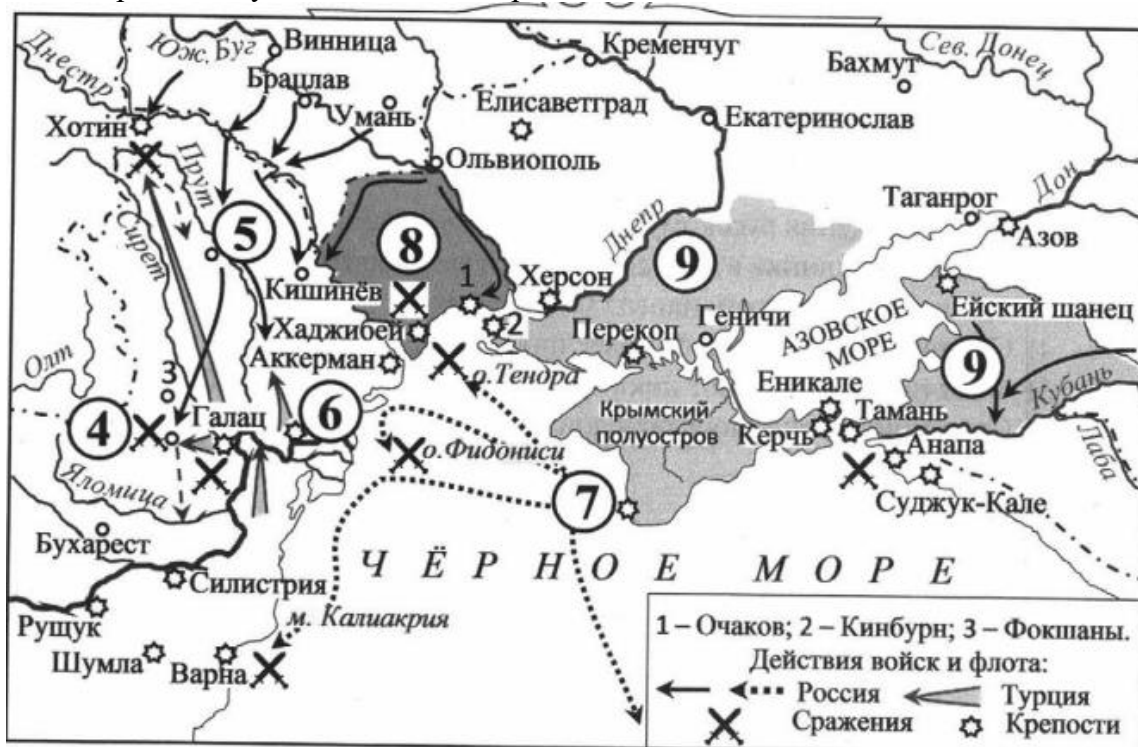 Днестр
Юж. Буг
Винница
Кременчуг
Сев. Донец
Бахмут
Брацлав
Умань
Елисаветград
Екатеринослав
Хотин
Ольвиополь
Прут
Днепр
Таганрог
Дон
Азов
Сирет
5
8
9
1
Херсон
Кишинёв
Ейский шанец
2
Перекоп
Геничи
АЗОВСКОЕ
МОРЕ
Хаджибей
Олт
Аккерман
о.Тендра
9
Кубань
3
Еникале
4
Галац
6
Крымский
полуостров
Тамань
Керчь
Лаба
о.Фидониси
Анапа
Яломица
7
Суджук-Кале
Бухарест
ЧЁРНОЕ МОРЕ
Силистрия
м. Калиакрия
Рущук
Шумла
Варна
1 – Очаков; 2 – Кинбурн; 3 – Фокшаны.
Действия войск и флота:
Россия
Турция
Сражения
Крепости